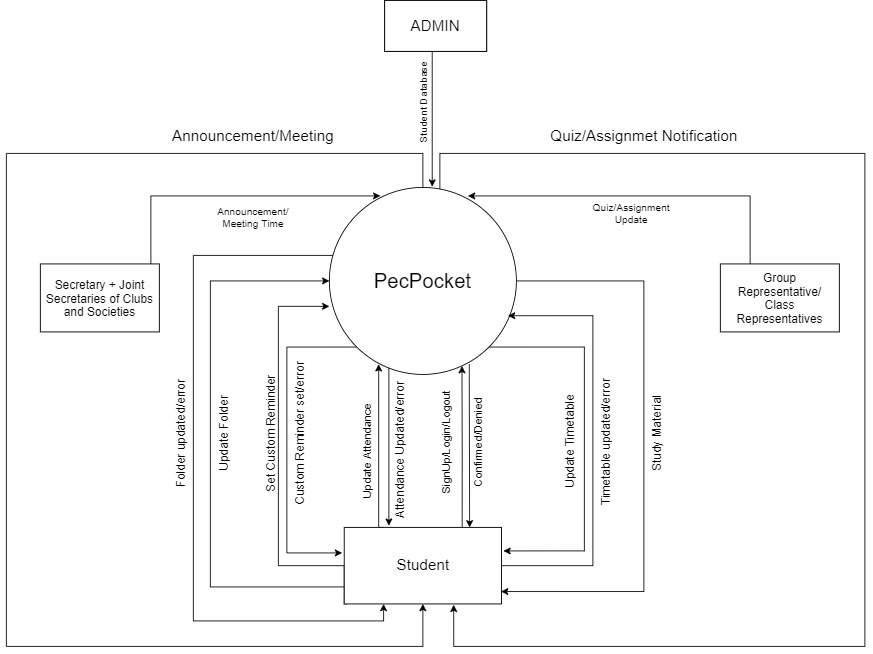 ADMIN
Student Database
Announcement/Meeting
Quiz/Assignmet Notification
Announcement/
Meeting Time
Quiz/Assignment
Update
Secretary + Joint
Secretaries of Clubs
and Societies
PecPocket
Group
Representative/
Class
Representatives
Folder updated/error
Update Folder
Set Custom Reminder
Custom Reminder set/error
Update Attendance
Attendance Updated/error
SignUp/Login/Logout
Confirmed/Denied
Update Timetable
Timetable updated/error
Study Material
Student